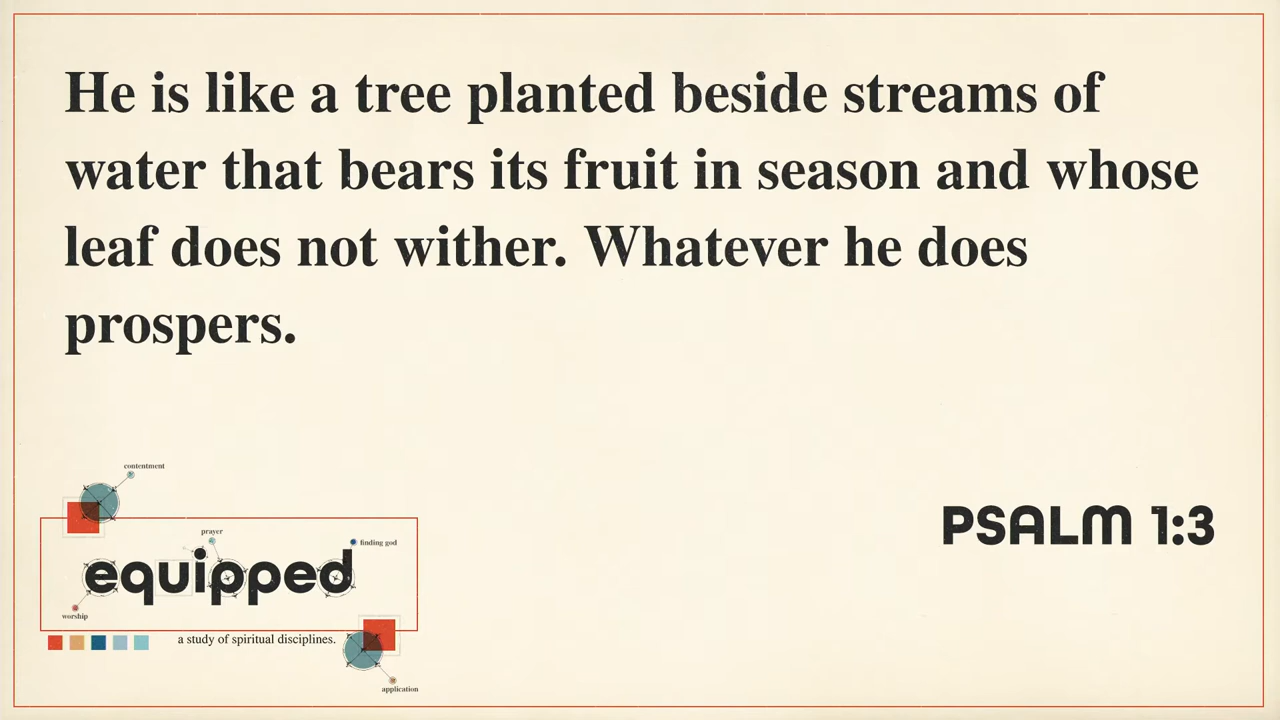 He is like a tree planted beside streams of
water that bears its fruit in season and whose
leaf does not wither. Whatever he does
prospers.
PSALM 1:3
contentment
prayer
finding god
equipped
worship
a study of spiritual disciplines.
application